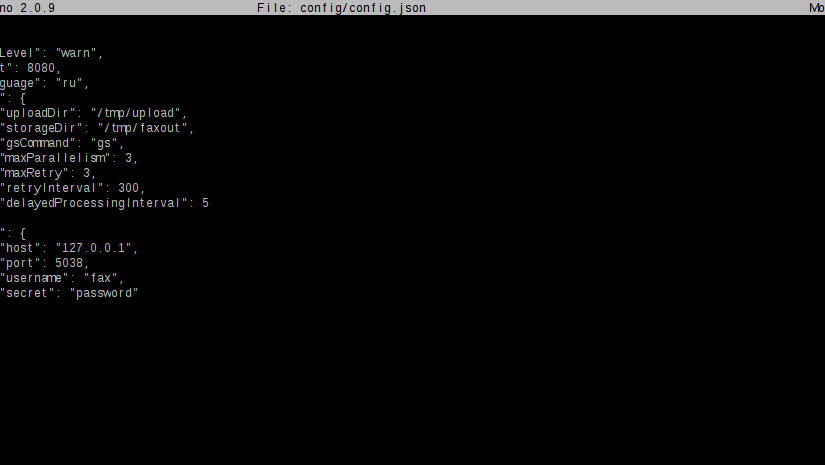 no 2.0.9 File: config/config.json Mo
Level": "warn",
t": 8080,
guage": "ru",
": {
"uploadDir": "/tmp/upload",
"storageDir": "/tmp/faxout",
"gsCommand": "gs",
"maxParallelism": 3,
"maxRetry": 3,
"retryInterval": 300,
"delayedProcessingInterval": 5
": {
"host": "127.0.0.1",
"port": 5038,
"username": "fax",
"secret": "password"